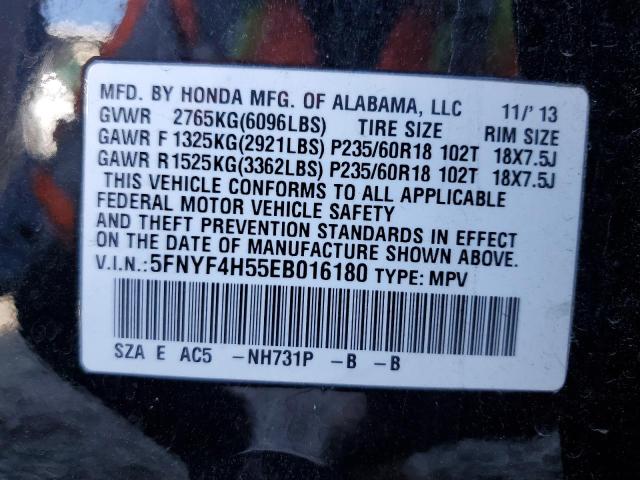 MFD. BY HONDA MFG. OF ALABAMA, LLC 11/'13
GVWR 2765KG(6096LBS) TIRE SIZE RIM SIZE
GAWR F 1325KG(2921LBS) P235/60R18 102T 18X7.5J
GAWR R1525KG(3362LBS) P235/60R18 102T 18X7.5J
THIS VEHICLE CONFORMS TO ALL APPLICABLE
FEDERAL MOTOR VEHICLE SAFETY
AND THEFT PREVENTION STANDARDS IN EFFECT
ON THE DATE OF MANUFACTURE SHOWN ABOVE.
V.I.N.:5FNYF4H55EB016180 TYPE: MPV
SZA E AC5 -NH731P -B -B